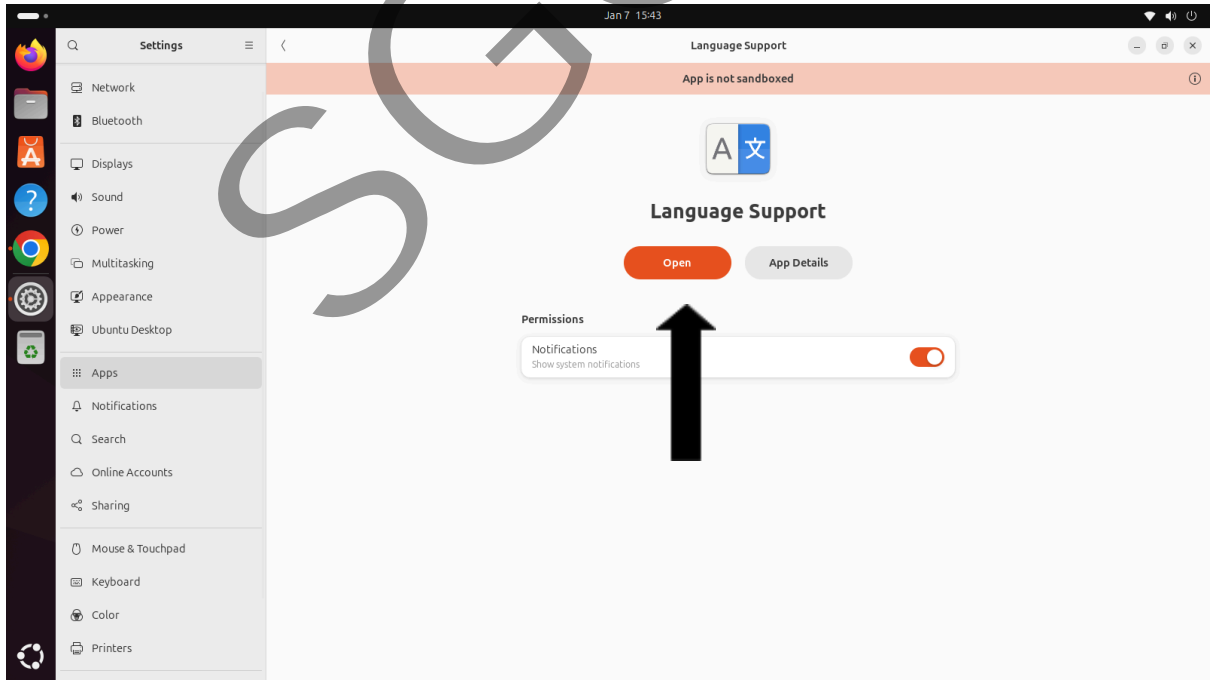 Jan 7 15:43
Settings
Language Support
App is not sandboxed
Network
Bluetooth
Displays
Sound
Power
Multitasking
Appearance
Ubuntu Desktop
Apps
Notifications
Search
Online Accounts
Sharing
Mouse & Touchpad
Keyboard
Color
Printers
A 文
Language Support
Open
App Details
Permissions
Notifications
Show system notifications